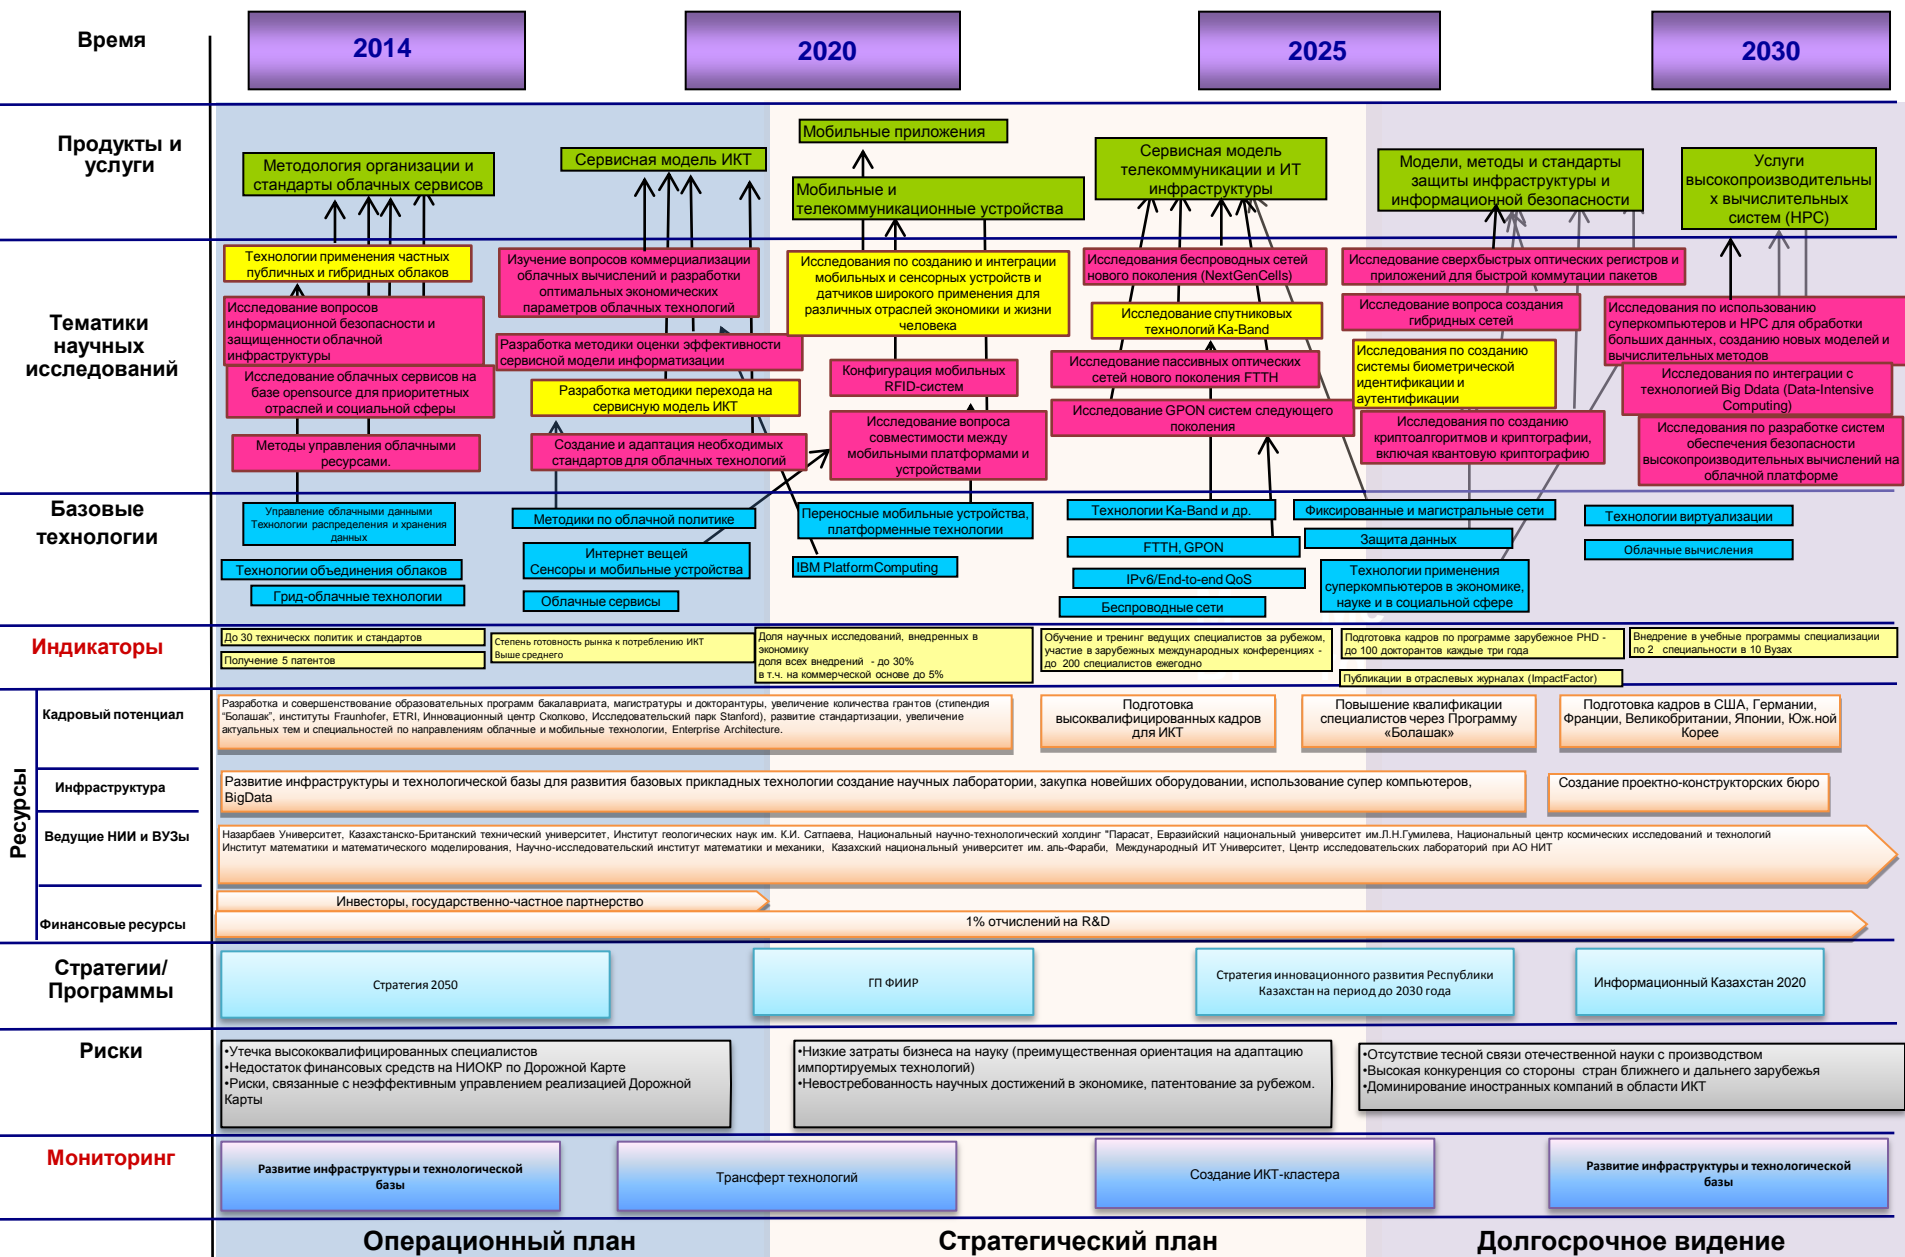 Время
2014
2020
2025
2030
Продукты и
услуги
Методология организации и
стандарты облачных сервисов
Сервисная модель ИКТ
Мобильные приложения
Мобильные и
телекоммуникационные устройства
Сервисная модель
телекоммуникации и ИТ
инфраструктуры
Модели, методы и стандарты
защиты инфраструктуры и
информационной безопасности
Услуги
высокопроизводительны
х вычислительных
систем (HPC)
Тематики
научных
исследований
Технологии применения частных
публичных и гибридных облаков
Исследование вопросов
информационной безопасности и
защищенности облачной
инфраструктуры
Исследование облачных сервисов на
базе opensource для приоритетных
отраслей и социальной сферы
Методы управления облачными
ресурсами.
Изучение вопросов коммерциализации
облачных вычислений и разработки
оптимальных экономических
параметров облачных технологий
Разработка методики оценки эффективности
сервисной модели информатизации
Разработка методики перехода на
сервисную модель ИКТ
Создание и адаптация необходимых
стандартов для облачных технологий
Исследования по созданию и интеграции
мобильных и сенсорных устройств и
датчиков широкого применения для
различных отраслей экономики и жизни
человека
Конфигурация мобильных
RFID-систем
Исследование вопроса
совместимости между
мобильными платформами и
устройствами
Исследования беспроводных сетей
нового поколения (NextGenCells)
Исследование спутниковых
технологий Ka-Band
Исследование пассивных оптических
сетей нового поколения FTTH
Исследование GPON систем следующего
поколения
Исследование сверхбыстрых оптических регистров и
приложений для быстрой коммутации пакетов
Исследование вопроса создания
гибридных сетей
Исследования по созданию
системы биометрической
идентификации и
аутентификации
Исследования по созданию
криптоалгоритмов и криптографии,
включая квантовую криптографию
Исследования по использованию
суперкомпьютеров и HPC для обработки
больших данных, созданию новых моделей и
вычислительных методов
Исследования по интеграции с
технологией Big Ddata (Data-Intensive
Computing)
Исследования по разработке систем
обеспечения безопасности
высокопроизводительных вычислений на
облачной платформе
Базовые
технологии
Управление облачными данными
Технологии распределения и хранения
данных
Технологии объединения облаков
Грид-облачные технологии
Методики по облачной политике
Интернет вещей
Сенсоры и мобильные устройства
Облачные сервисы
Переносные мобильные устройства,
платформенные технологии
IBM PlatformComputing
Технологии Ka-Band и др.
FTTH, GPON
IPv6/End-to-end QoS
Беспроводные сети
Фиксированные и магистральные сети
Защита данных
Технологии применения
суперкомпьютеров в экономике,
науке и в социальной сфере
Технологии виртуализации
Облачные вычисления
Индикаторы
До 30 техническх политик и стандартов
Получение 5 патентов
Степень готовность рынка к потреблению ИКТ
Выше среднего
Доля научных исследований, внедренных в
экономику
доля всех внедрений - до 30%
в т.ч. на коммерческой основе до 5%
Обучение и тренинг ведущих специалистов за рубежом,
участие в зарубежных международных конференциях -
до 200 специалистов ежегодно
Подготовка кадров по программе зарубежное PHD -
до 100 докторантов каждые три года
Публикации в отраслевых журналах (ImpactFactor)
Внедрение в учебные программы специализации
по 2 специальности в 10 Вузах
Ресурсы
Кадровый потенциал
Разработка и совершенствование образовательных программ бакалавриата, магистратуры и докторантуры, увеличение количества грантов (стипендия
"Болашак", институты Fraunhofer, ETRI, Инновационный центр Сколково, Исследовательский парк Stanford), развитие стандартизации, увеличение
актуальных тем и специальностей по направлениям облачные и мобильные технологии, Enterprise Architecture.
Подготовка
высоквалифицированных кадров
для ИКТ
Повышение квалификации
специалистов через Программу
«Болашак»
Подготовка кадров в США, Германии,
Франции, Великобритании, Японии, Юж.ной
Корее
Инфраструктура
Развитие инфраструктуры и технологической базы для развития базовых прикладных технологии создание научных лаборатории, закупка новейших оборудовании, использование супер компьютеров,
BigData
Создание проектно-конструкторских бюро
Ведущие НИИ и ВУЗы
Назарбаев Университет, Казахстанско-Британский технический университет, Институт геологических наук им. К.И. Сатпаева, Национальный научно-технологический холдинг "Парасат, Евразийский национальный университет им.Л.Н.Гумилева, Национальный центр космических исследований и технологий
Институт математики и математического моделирования, Научно-исследовательский институт математики и механики, Казахский национальный университет им. аль-Фараби, Международный ИТ Университет, Центр исследовательских лабораторий при АО НИТ
Финансовые ресурсы
Инвесторы, государственно-частное партнерство
1% отчислений на R&D
Стратегии/
Программы
Стратегия 2050
ГП ФИИР
Стратегия инновационного развития Республики
Казахстан на период до 2030 года
Информационный Казахстан 2020
Риски
•Утечка высококвалифицированных специалистов
•Недостаток финансовых средств на НИОКР по Дорожной Карте
•Риски, связанные с неэффективным управлением реализацией Дорожной
Карты
•Низкие затраты бизнеса на науку (преимущественная ориентация на адаптацию
импортируемых технологий)
•Невостребованность научных достижений в экономике, патентование за рубежом.
•Отсутствие тесной связи отечественной науки с производством
•Высокая конкуренция со стороны стран ближнего и дальнего зарубежья
•Доминирование иностранных компаний в области ИКТ
Мониторинг
Развитие инфраструктуры и технологической
базы
Трансферт технологий
Создание ИКТ-кластера
Развитие инфраструктуры и технологической
базы
Операционный план
Стратегический план
Долгосрочное видение